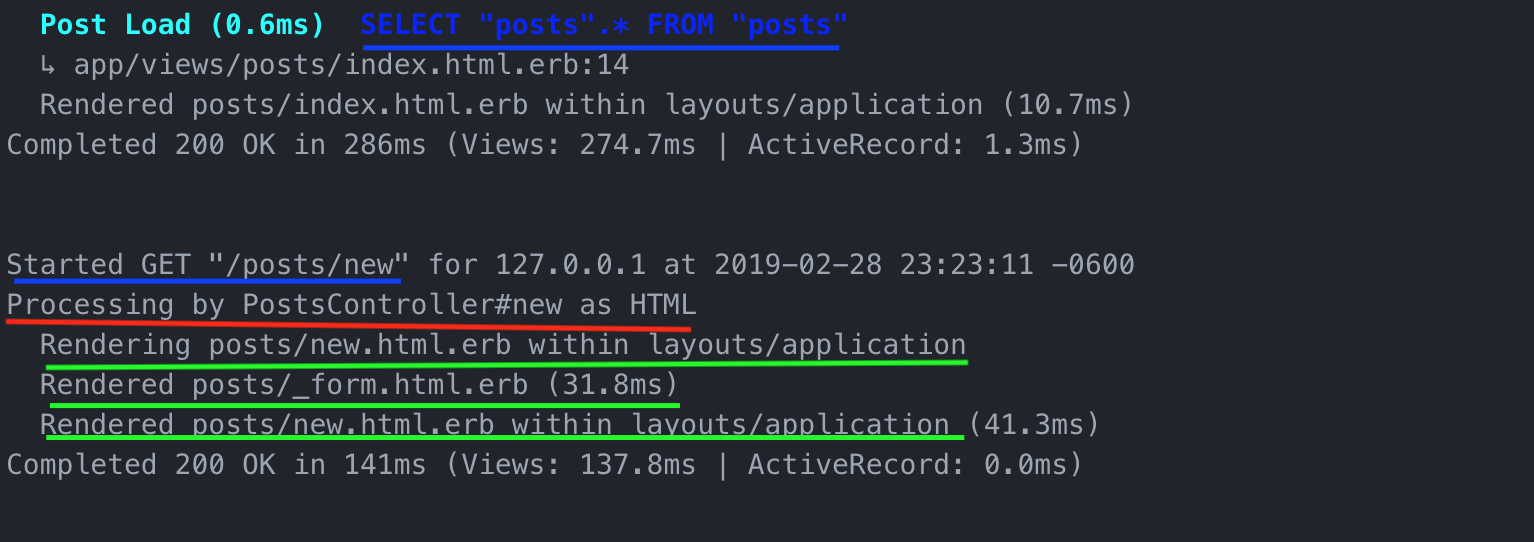 Post Load (0.6ms)  SELECT "posts".* FROM "posts"
↳ app/views/posts/index.html.erb:14
Rendered posts/index.html.erb within layouts/application (10.7ms)
Completed 200 OK in 286ms (Views: 274.7ms | ActiveRecord: 1.3ms)
Started GET "/posts/new" for 127.0.0.1 at 2019-02-28 23:23:11 -0600
Processing by PostsController#new as HTML
Rendering posts/new.html.erb within layouts/application
Rendered posts/_form.html.erb (31.8ms)
Rendered posts/new.html.erb within layouts/application (41.3ms)
Completed 200 OK in 141ms (Views: 137.8ms | ActiveRecord: 0.0ms)